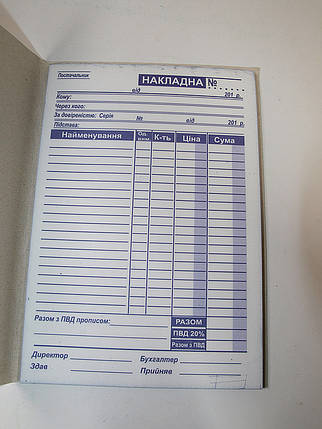 Постачальник
НАКЛАДНА №
від 201 р.
Кому:
Через кого:
За довіреністю: Серія № від 201 р.
Підстава:
Найменування Од. вим. К-ть Ціна Сума
Разом з ПВД прописом: РАЗОМ
ПВД 20%
Разом з ПВД
Директор Бухгалтер
Здав Прийняв